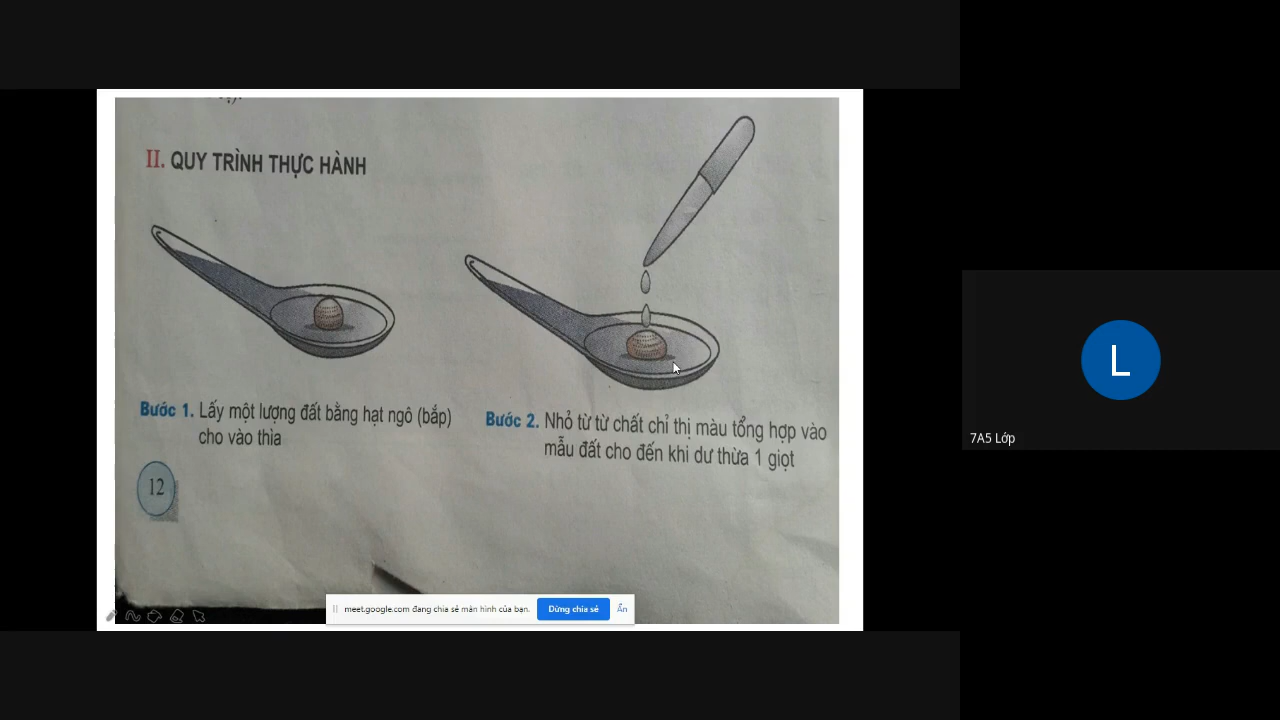 II. QUY TRÌNH THỰC HÀNH
Bước 1. Lấy một lượng đất bằng hạt ngô (bắp)
cho vào thìa
Bước 2. Nhỏ từ từ chất chỉ thị màu tổng hợp vào
mẫu đất cho đến khi dư thừa 1 giọt
12
meet.google.com đang chia sẻ màn hình của bạn.
Dừng chia sẻ
Ẩn
L
7A5 Lớp